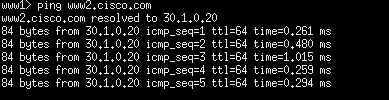 www1> ping www2.cisco.com
www2.cisco.com resolved to 30.1.0.20
84 bytes from 30.1.0.20 icmp_seq=1 ttl=64 time=0.261 ms
84 bytes from 30.1.0.20 icmp_seq=2 ttl=64 time=0.480 ms
84 bytes from 30.1.0.20 icmp_seq=3 ttl=64 time=1.015 ms
84 bytes from 30.1.0.20 icmp_seq=4 ttl=64 time=0.259 ms
84 bytes from 30.1.0.20 icmp_seq=5 ttl=64 time=0.294 ms